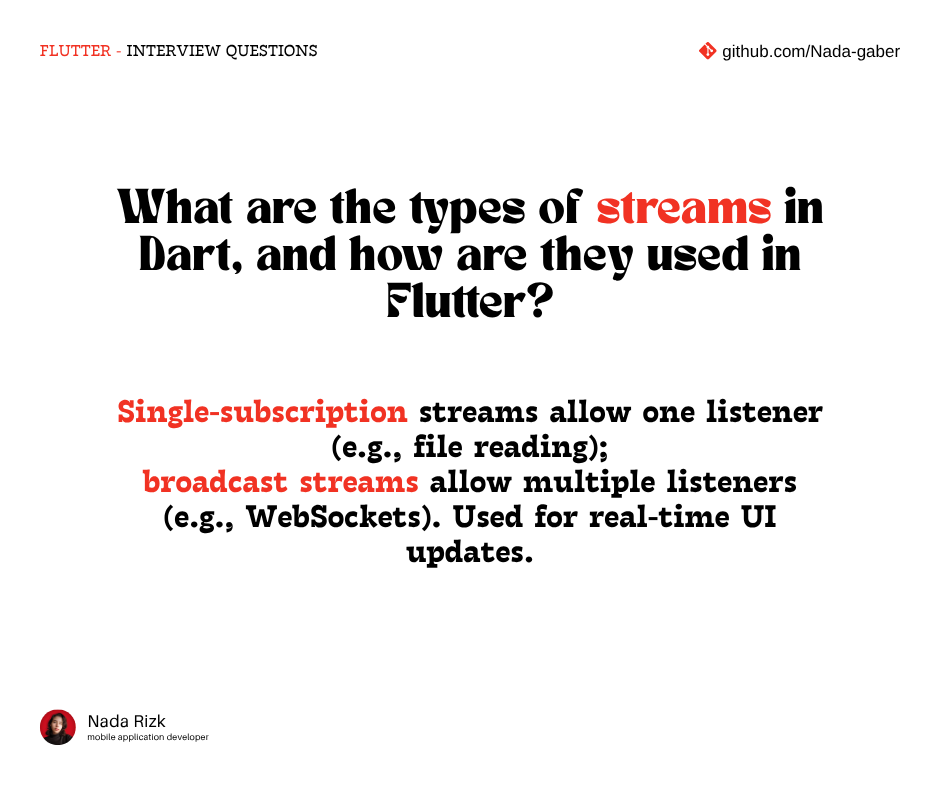 FLUTTER - INTERVIEW QUESTIONS
github.com/Nada-gaber
What are the types of streams in
Dart, and how are they used in
Flutter?
Single-subscription streams allow one listener
(e.g., file reading);
broadcast streams allow multiple listeners
(e.g., WebSockets). Used for real-time UI
updates.
Nada Rizk
mobile application developer